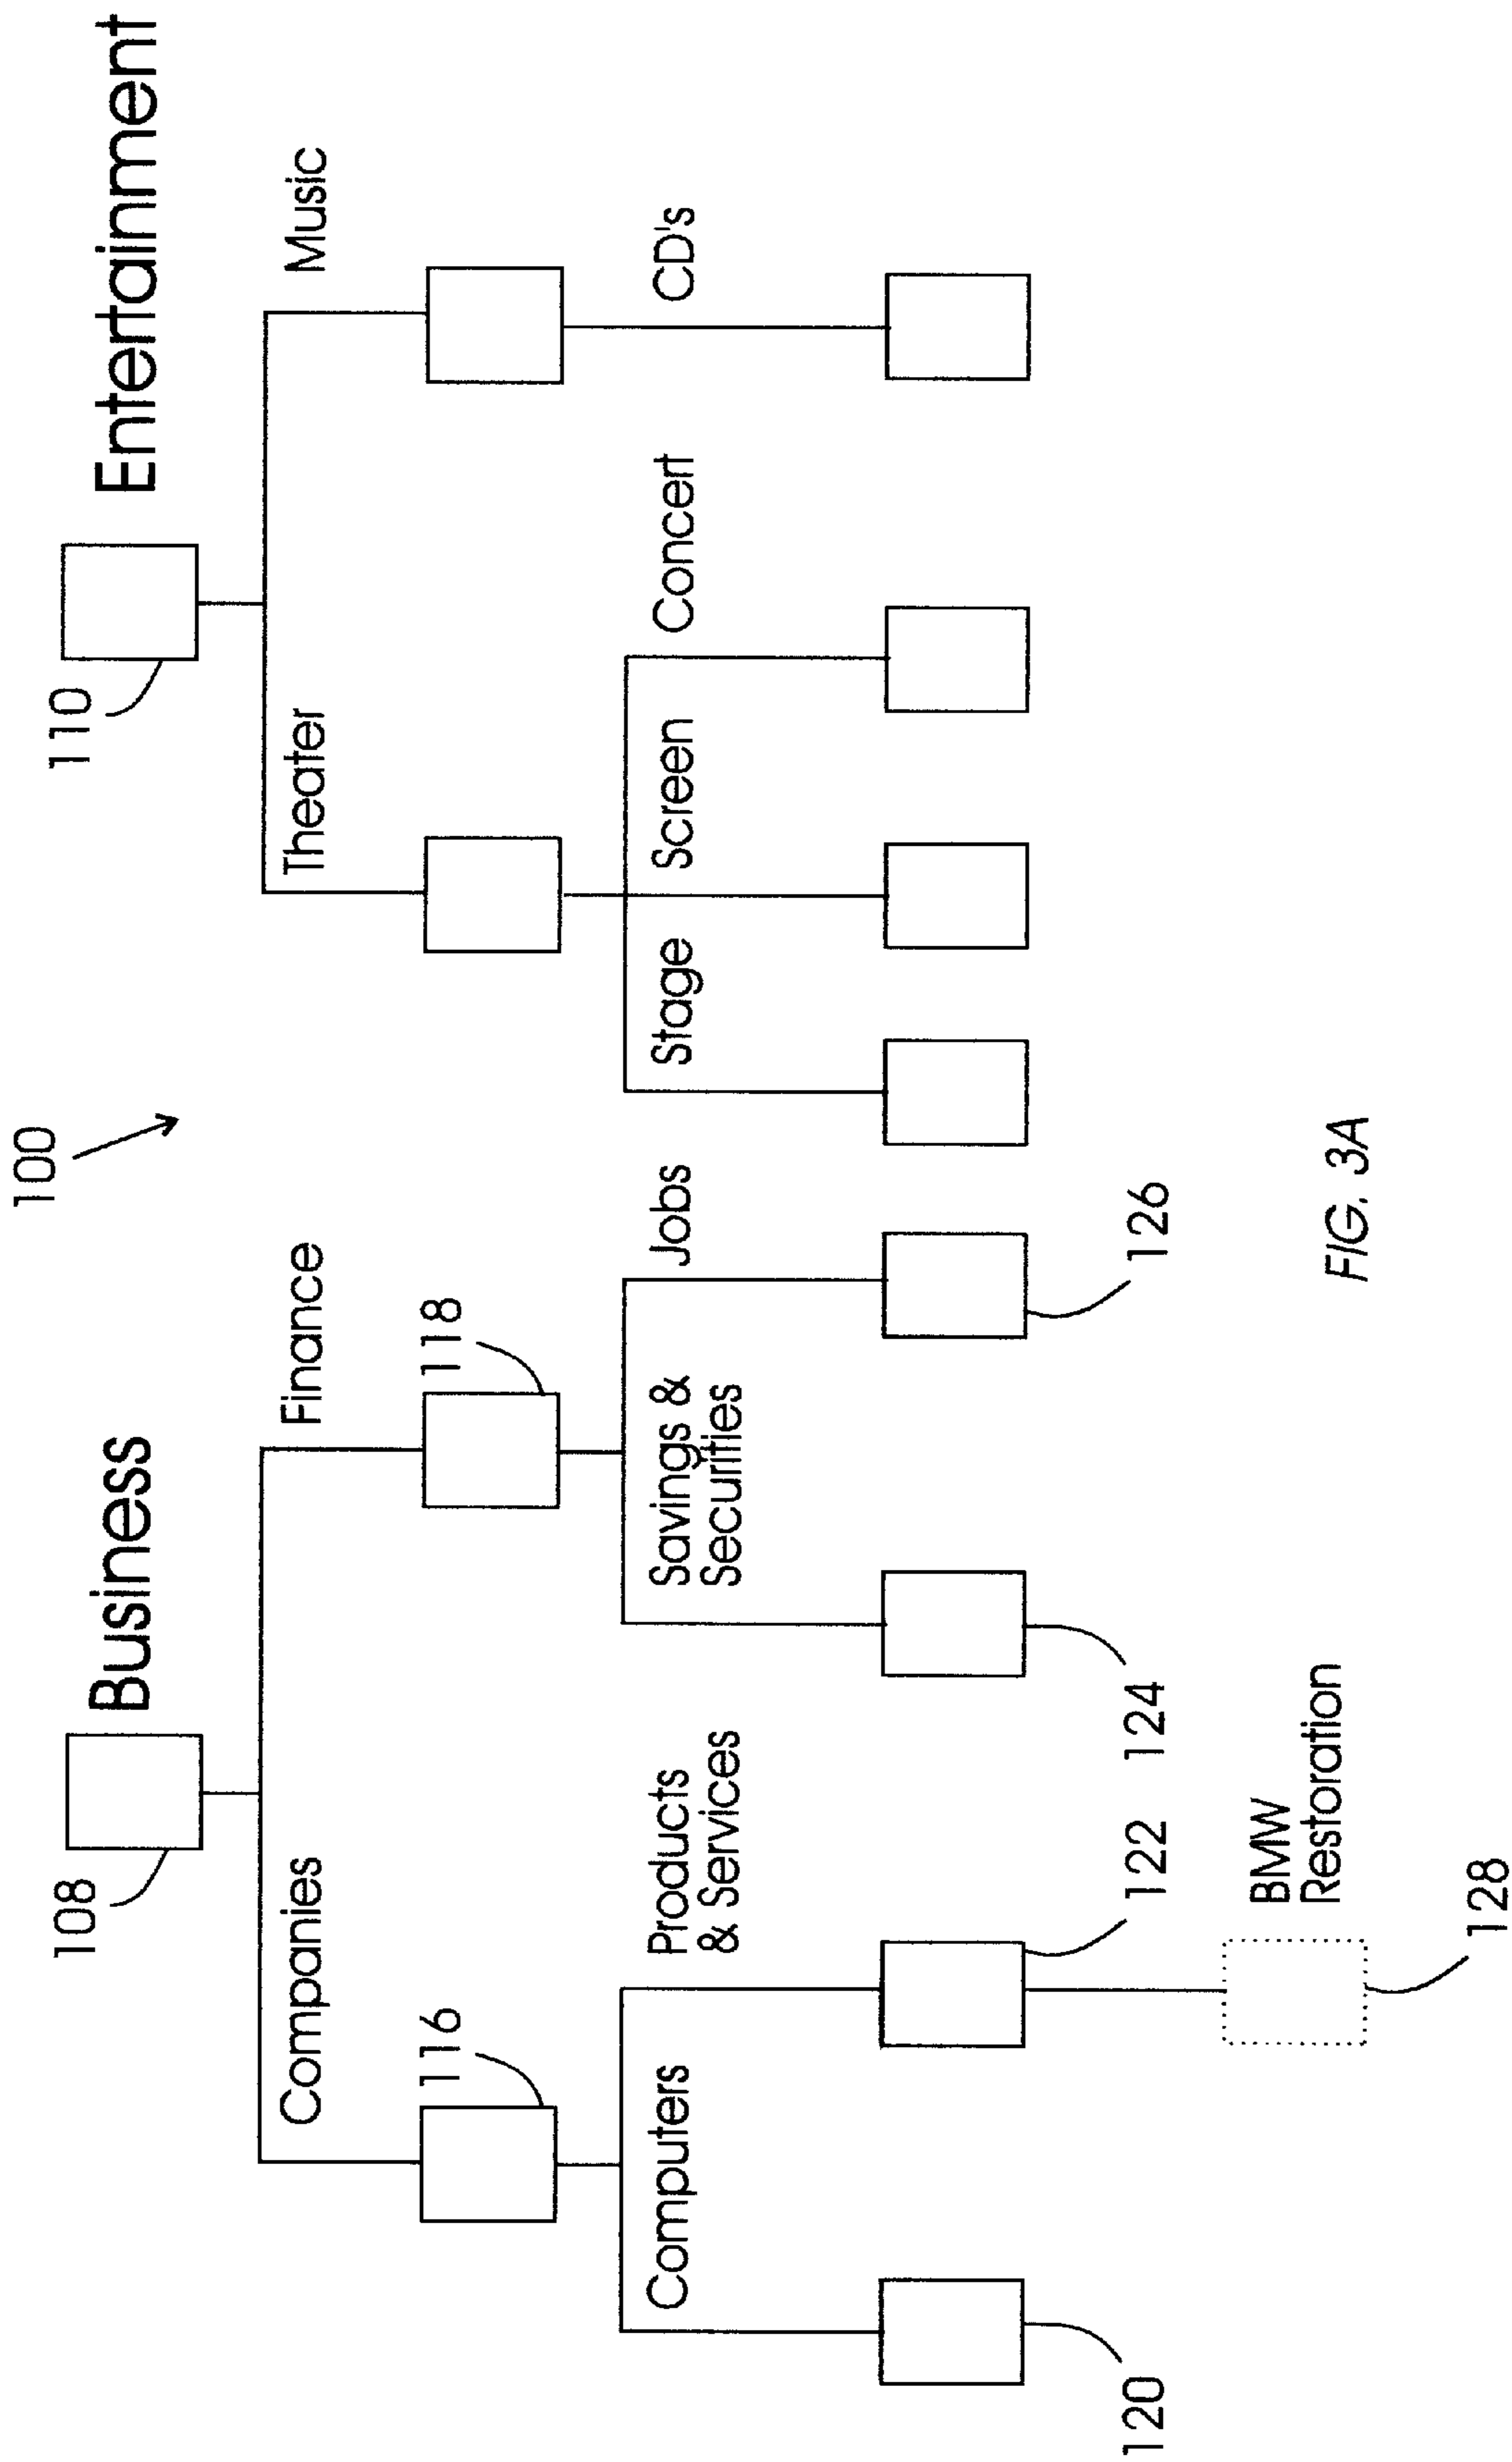 100
108
Business
110
Entertainment
Companies
Finance
Theater
Music
116
118
Computers
Products
& Services
Savings &
Securities
Jobs
Stage
Screen
Concert
CD's
120
122
124
126
BMW
Restoration
128
FIG. 3A